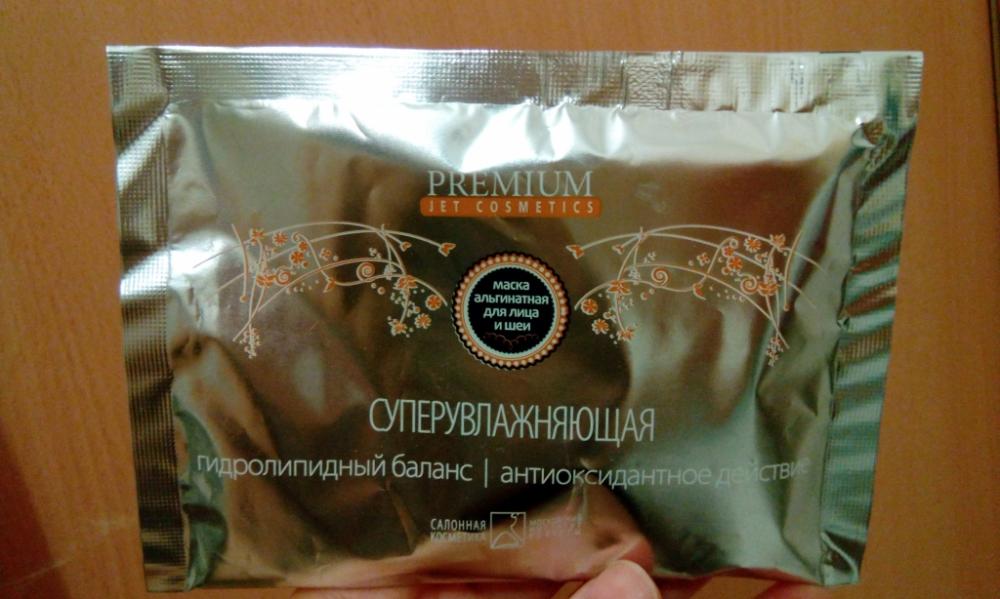 PREMIUM
JET COSMETICS
маска
альгинатная
для лица
и шеи
СУПЕРУВЛАЖНЯЮЩАЯ
гидролипидный баланс | антиоксидантное действие
САЛОННАЯ
КОСМЕТИКА